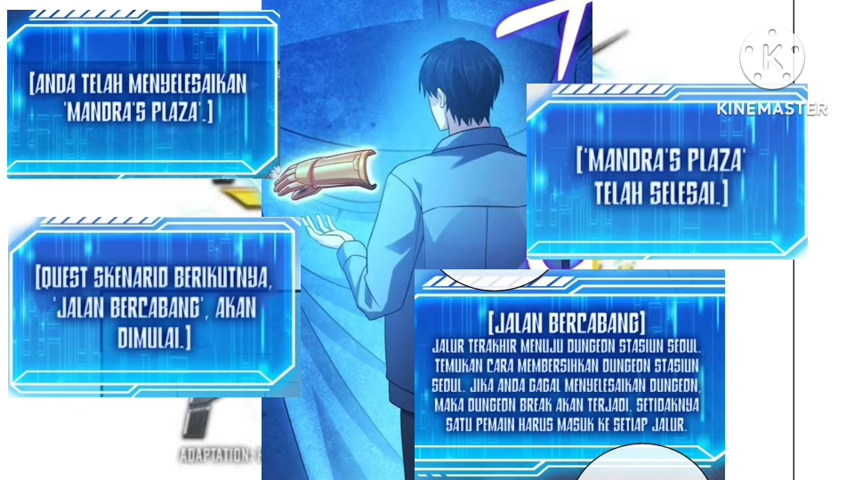 [ANDA TELAH MENYELESAIKAN
'MANDRA'S PLAZA'.]
KINEMASTER
['MANDRA'S PLAZA'
TELAH SELESAI.]
[QUEST SKENARIO BERIKUTNYA,
'JALAN BERCABANG', AKAN
DIMULAI.]
[JALAN BERCABANG]
JALUR TERAKHIR MENUJU DUNGEON STASIUN SEOUL.
TEMUKAN CARA MEMBERSIHKAN DUNGEON STASIUN
SEOUL. JIKA ANDA GAGAL MENYELESAIKAN DUNGEON,
MAKA DUNGEON BREAK AKAN TERJADI. SETIDAKNYA
SATU PEMAIN HARUS MASUK KE SETIAP JALUR.
ADAPTATION: